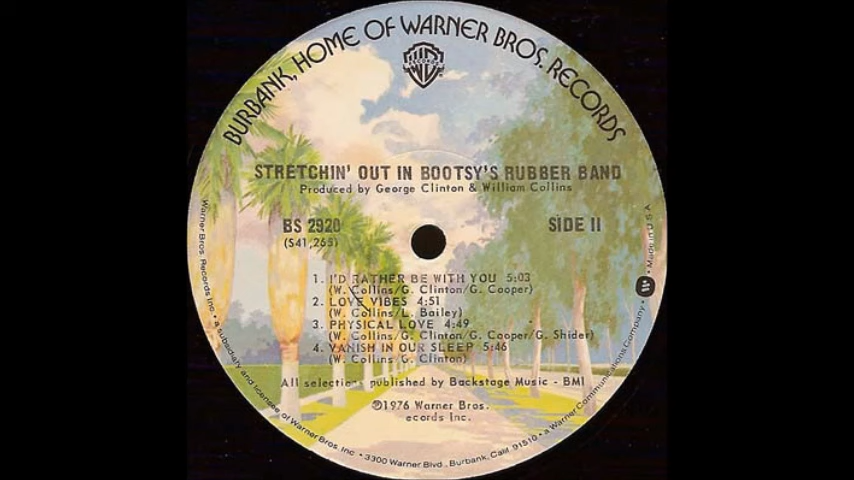 BURBANK, HOME OF WARNER BROS. RECORDS
STRETCHIN' OUT IN BOOTSY'S RUBBER BAND
Produced by George Clinton & William Collins
BS 2920
SIDE II
(S41,265)
1. I'D RATHER BE WITH YOU 5:03
(W. Collins/G. Clinton/G. Cooper)
2. LOVE VIBES 4:51
(W. Collins/L. Bailey)
3. PHYSICAL LOVE 4:49
(W. Collins/G. Clinton/G. Cooper/G. Shider)
4. VANISH IN OUR SLEEP 5:46
(W. Collins/G. Clinton)
All selections published by Backstage Music - BMI
℗1976 Warner Bros.
ecords Inc.
Warner Bros. Records Inc. • a subsidiary and licensee of Warner Bros. Inc • 3300 Warner Blvd., Burbank, Calif 91510 • a Warner Communications Company • Made in U.S.A.